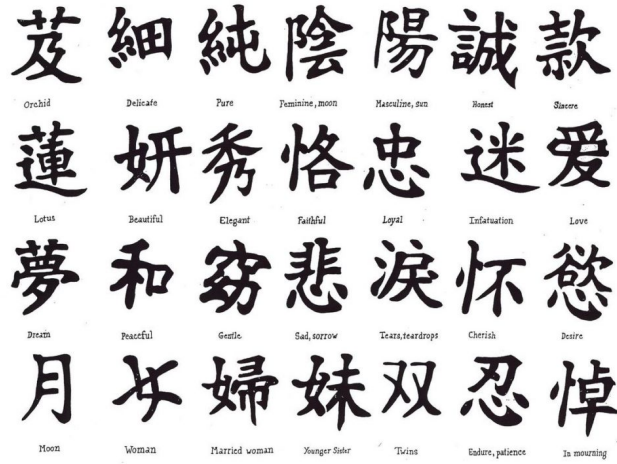 芨 細 純 陰 陽 誠 款
Orchid Delicate Pure Feminine, moon Masculine, sun Honest Sincere
蓮 妍 秀 恪 忠 迷 爱
Lotus Beautiful Elegant Faithful Loyal Infatuation Love
夢 和 窈 悲 淚 怀 慾
Dream Peaceful Gentle Sad, sorrow Tears, teardrops Cherish Desire
月 女 婦 妹 双 忍 悼
Moon Woman Married woman Younger Sister Twins Endure, patience In mourning